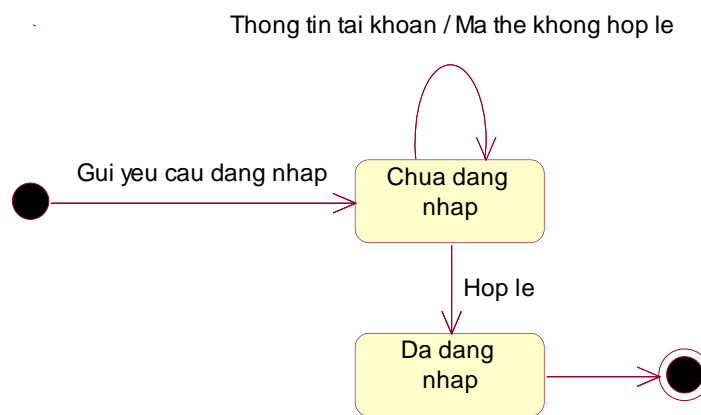 Thong tin tai khoan / Ma the khong hop le
Gui yeu cau dang nhap
Chua dang
nhap
Hop le
Da dang
nhap